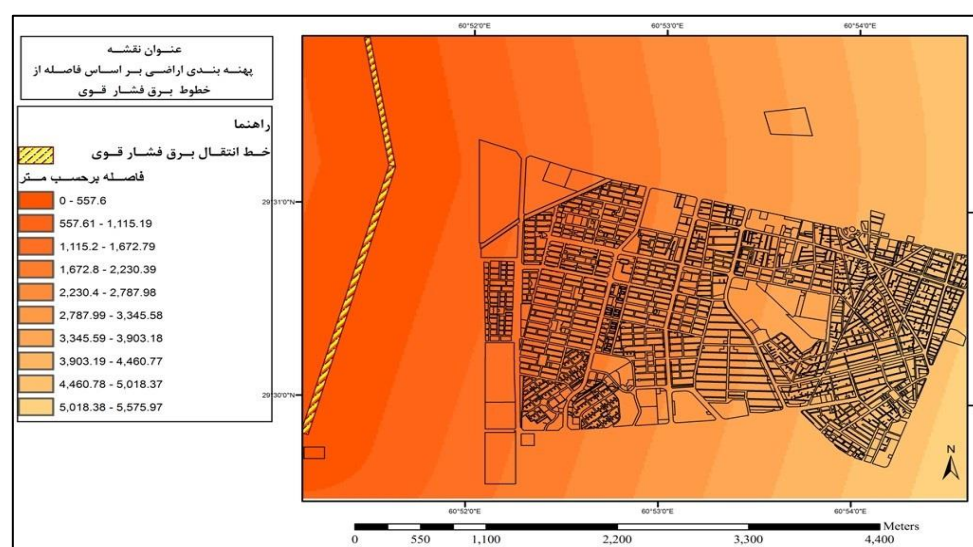 عنوان نقشه
پهنه بندی اراضی بر اساس فاصله از
خطوط برق فشار قوی
راهنما
خط انتقال برق فشار قوی
فاصله برحسب متر
0 - 557.6
557.61 - 1,115.19
1,115.2 - 1,672.79
1,672.8 - 2,230.39
2,230.4 - 2,787.98
2,787.99 - 3,345.58
3,345.59 - 3,903.18
3,903.19 - 4,460.77
4,460.78 - 5,018.37
5,018.38 - 5,575.97
60°52'0"E 60°53'0"E 60°54'0"E
29°31'0"N
29°30'0"N
N
60°52'0"E 60°53'0"E 60°54'0"E
Meters
0 550 1,100 2,200 3,300 4,400